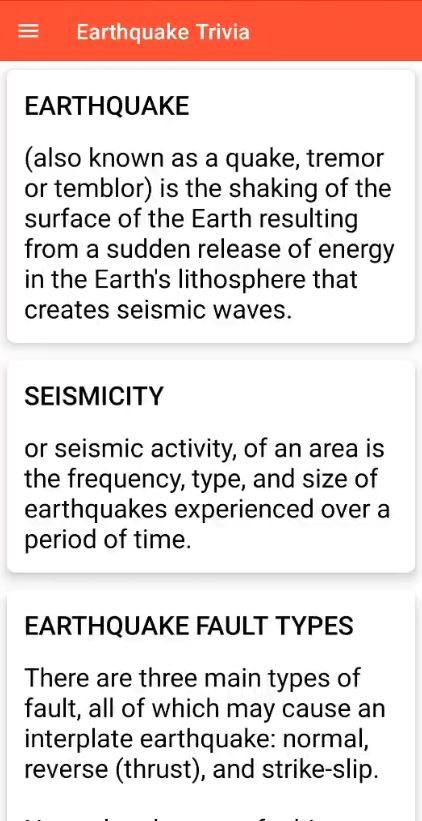 Earthquake Trivia
EARTHQUAKE
(also known as a quake, tremor
or temblor) is the shaking of the
surface of the Earth resulting
from a sudden release of energy
in the Earth's lithosphere that
creates seismic waves.
SEISMICITY
or seismic activity, of an area is
the frequency, type, and size of
earthquakes experienced over a
period of time.
EARTHQUAKE FAULT TYPES
There are three main types of
fault, all of which may cause an
interplate earthquake: normal,
reverse (thrust), and strike-slip.